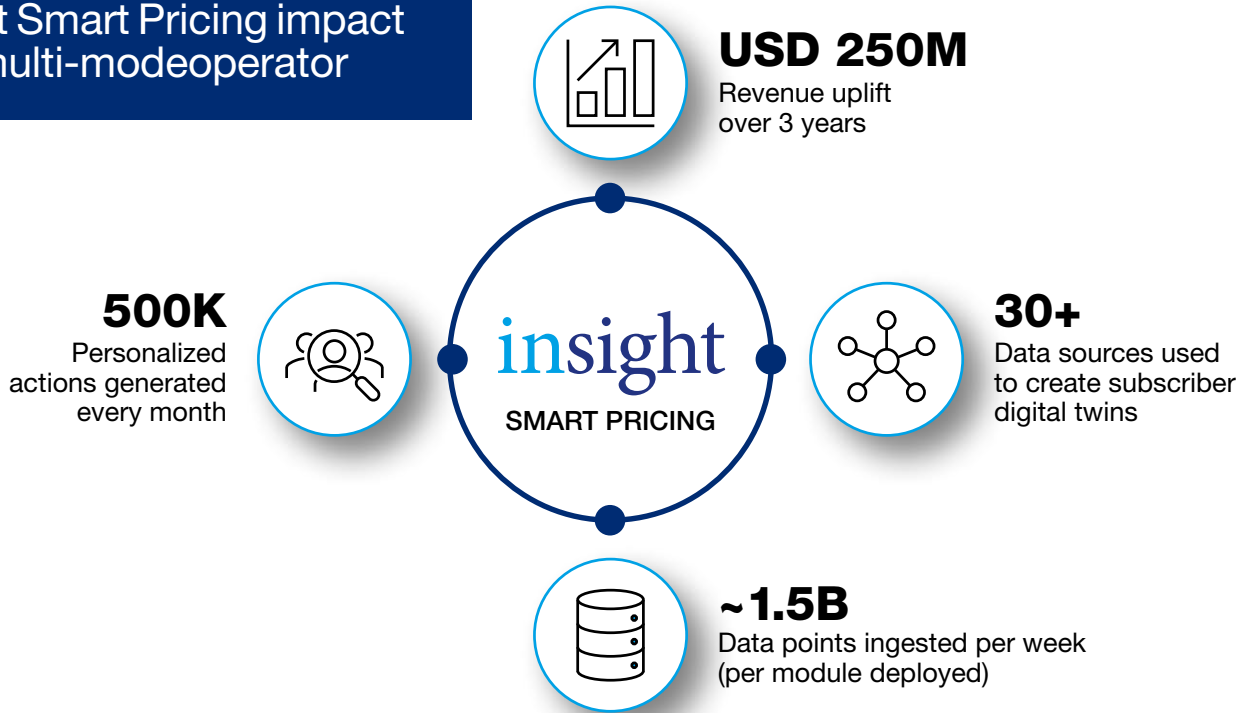 t Smart Pricing impact
multi-modeoperator
USD 250M
Revenue uplift
over 3 years
500K
Personalized
actions generated
every month
insight
SMART PRICING
30+
Data sources used
to create subscriber
digital twins
~1.5B
Data points ingested per week
(per module deployed)